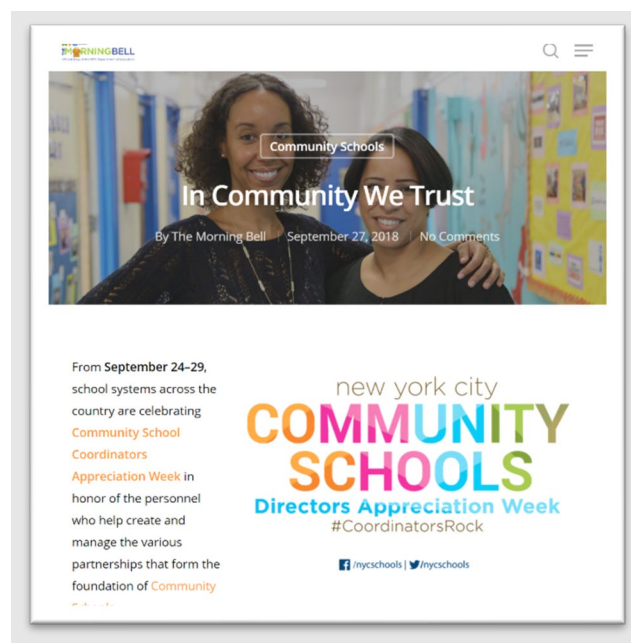 MORNINGBELL
Community Schools
In Community We Trust
By The Morning Bell | September 27, 2018 | No Comments
From September 24–29,
school systems across the
country are celebrating
Community School
Coordinators
Appreciation Week in
honor of the personnel
who help create and
manage the various
partnerships that form the
foundation of Community
new york city
COMMUNITY
SCHOOLS
Directors Appreciation Week
#CoordinatorsRock
/nycschools | /nycschools